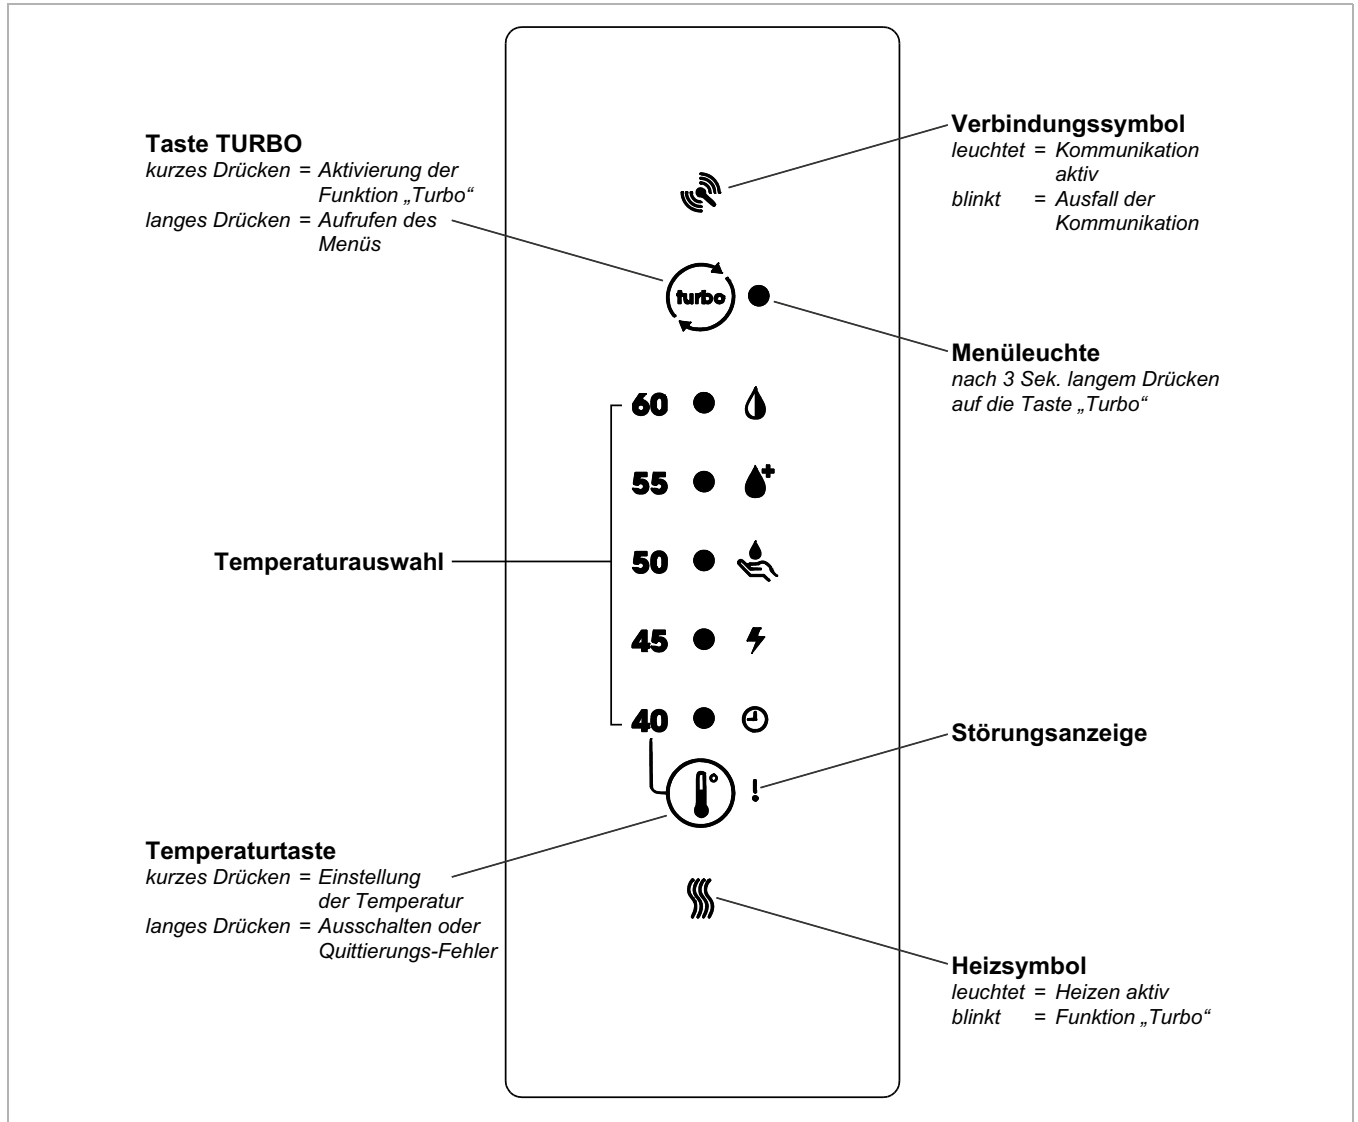 Taste TURBO
kurzes Drücken = Aktivierung der
Funktion „Turbo“
langes Drücken = Aufrufen des
Menüs
Verbindungssymbol
leuchtet = Kommunikation
aktiv
blinkt = Ausfall der
Kommunikation
turbo
Menüleuchte
nach 3 Sek. langem Drücken
auf die Taste „Turbo“
60
55
Temperaturauswahl
50
45
40
Störungsanzeige
!
Temperaturtaste
kurzes Drücken = Einstellung
der Temperatur
langes Drücken = Ausschalten oder
Quittierungs-Fehler
Heizsymbol
leuchtet = Heizen aktiv
blinkt = Funktion „Turbo“